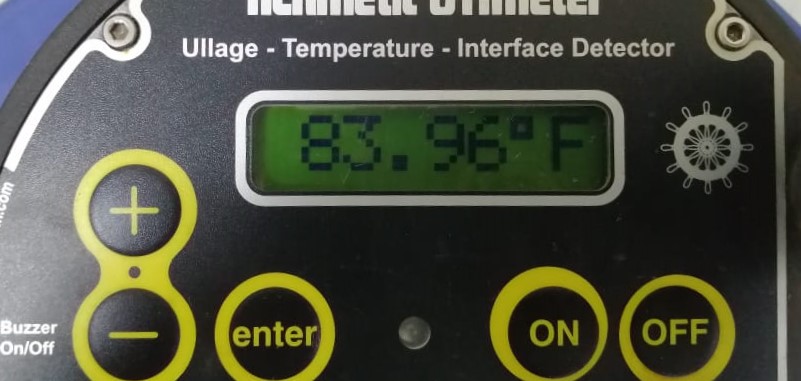 Ullage - Temperature - Interface Detector
83.96°F
+
-
Buzzer
On/Off
enter
ON
OFF